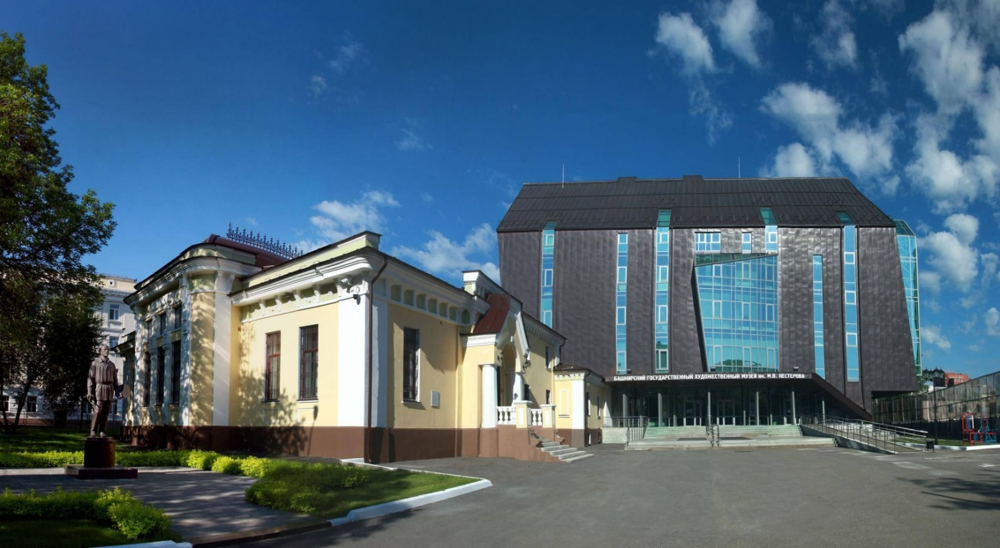 БАШКИРСКИЙ ГОСУДАРСТВЕННЫЙ ХУДОЖЕСТВЕННЫЙ МУЗЕЙ им. М.В. НЕСТЕРОВА